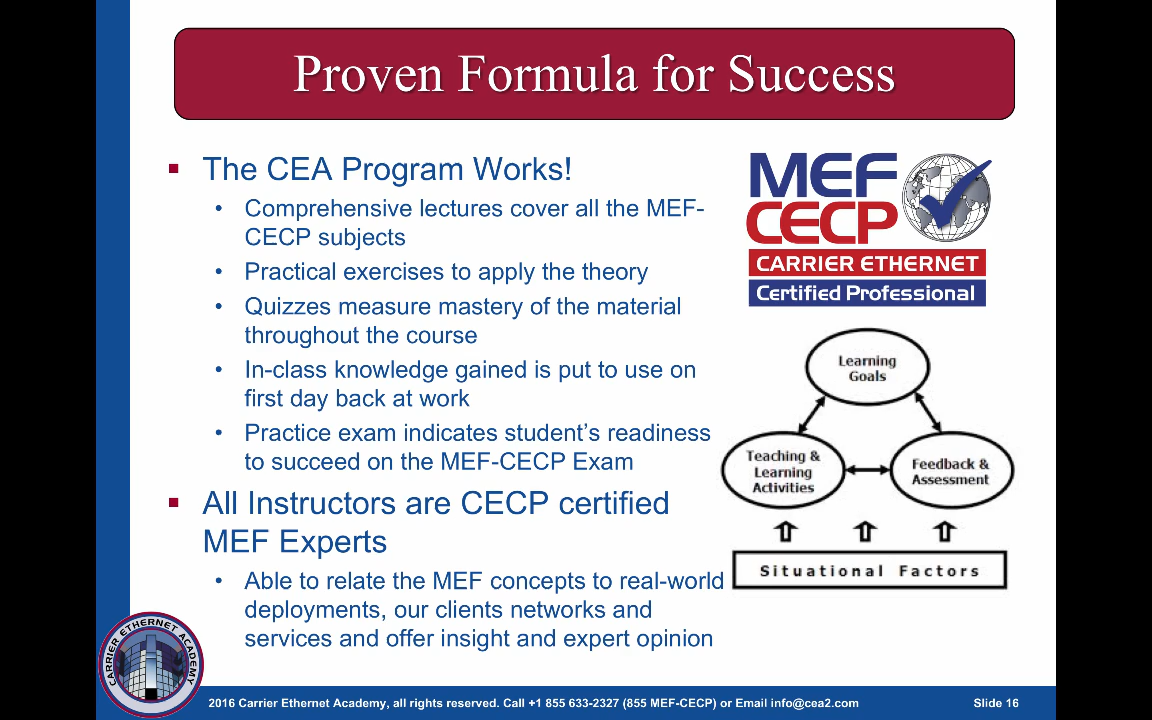 Proven Formula for Success
The CEA Program Works!
• Comprehensive lectures cover all the MEF-
CECP subjects
• Practical exercises to apply the theory
• Quizzes measure mastery of the material
throughout the course
• In-class knowledge gained is put to use on
first day back at work
• Practice exam indicates student's readiness
to succeed on the MEF-CECP Exam
All Instructors are CECP certified
MEF Experts
• Able to relate the MEF concepts to real-world
deployments, our clients networks and
services and offer insight and expert opinion
MEF
CECP
CARRIER ETHERNET
Certified Professional
Learning
Goals
Teaching &
Learning
Activities
Feedback &
Assessment
Situational Factors
CARRIER ETHERNET ACADEMY
2016 Carrier Ethernet Academy, all rights reserved. Call +1 855 633-2327 (855 MEF-CECP) or Email info@cea2.com
Slide 16